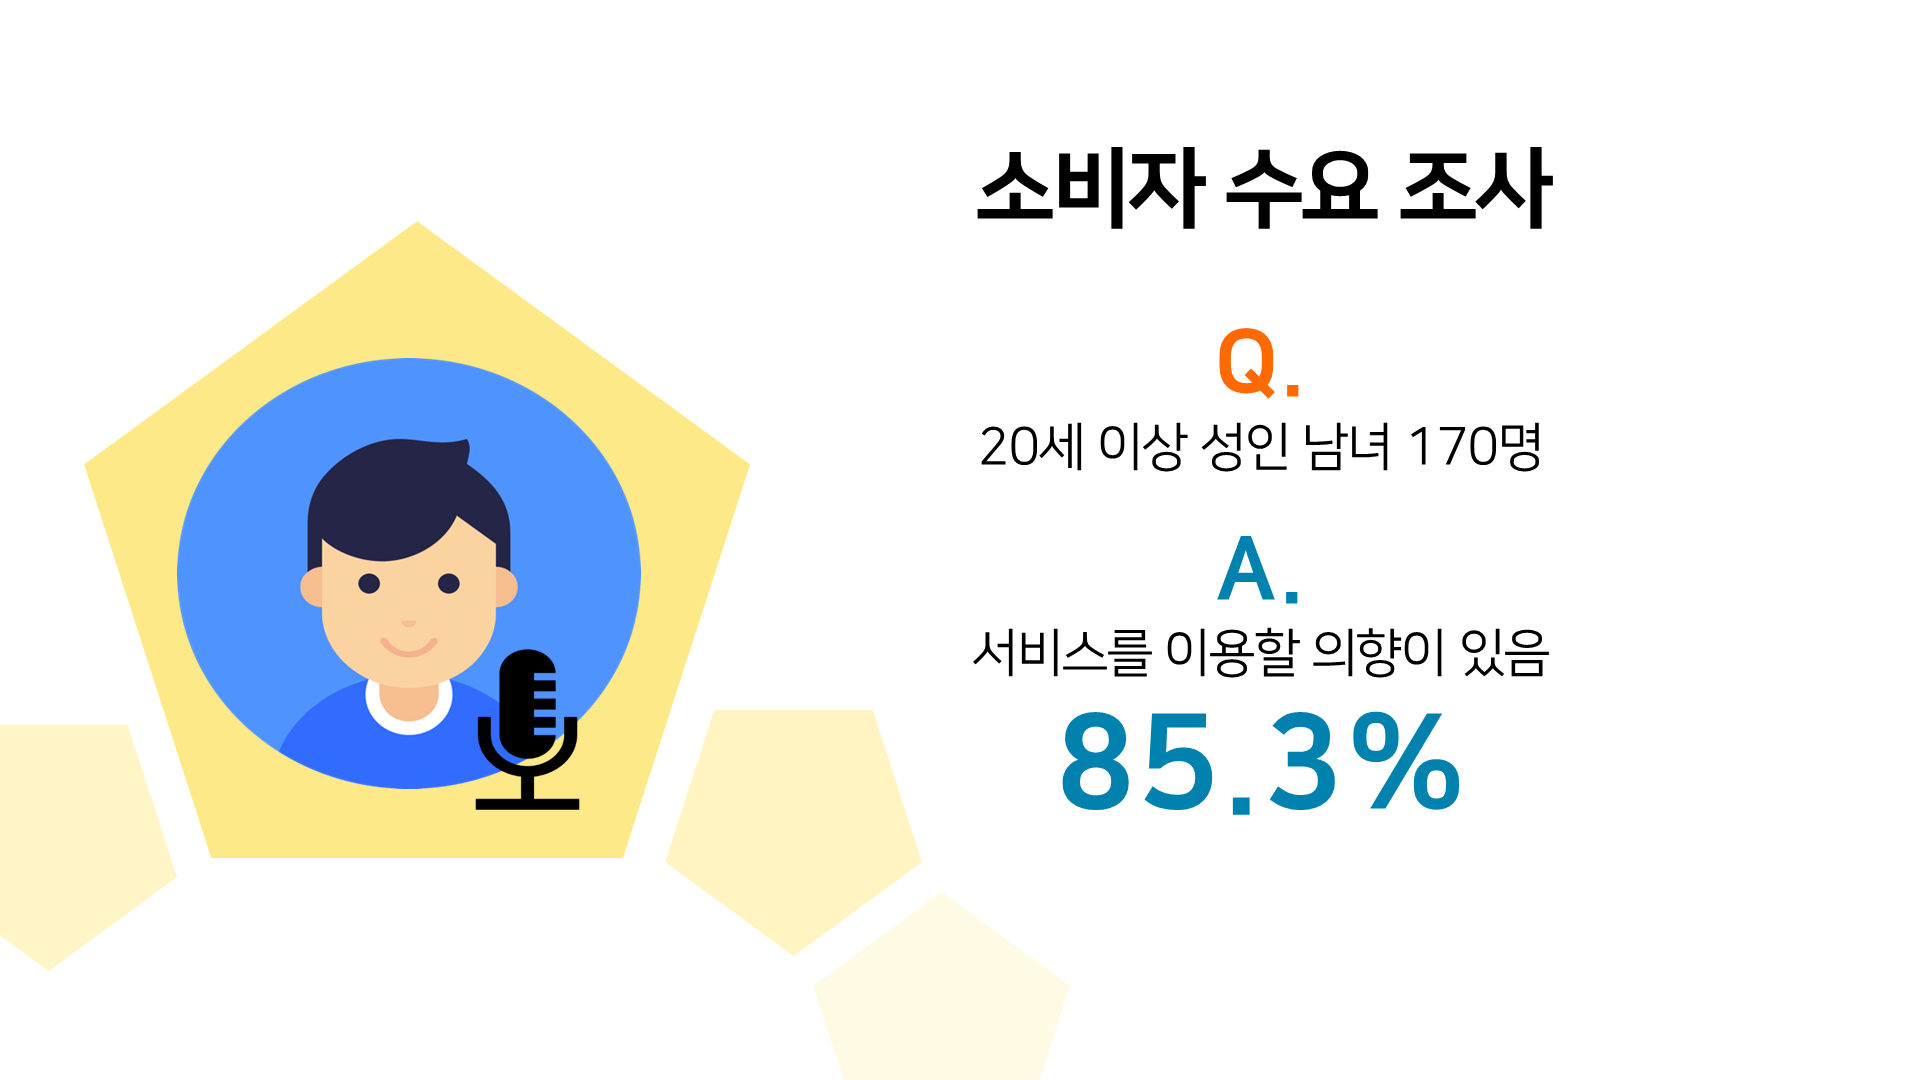 소비자 수요 조사
Q.
20세 이상 성인 남녀 170명
A.
서비스를 이용할 의향이 있음
85.3%